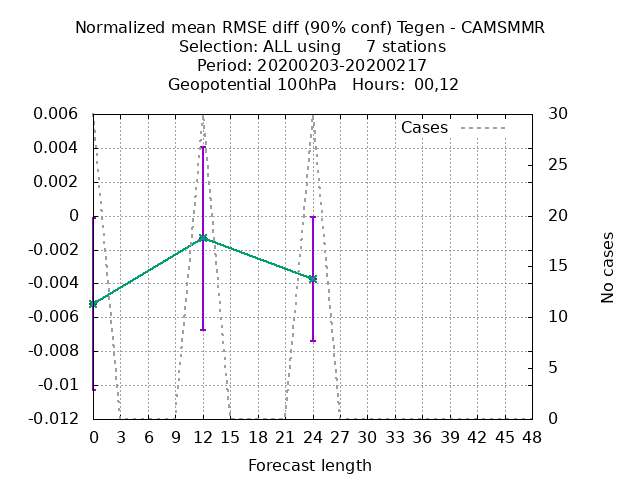 Normalized mean RMSE diff (90% conf) Tegen - CAMSMMR
Selection: ALL using     7 stations
Period: 20200203-20200217
Geopotential 100hPa   Hours:  00,12
Cases
0.006
0.004
0.002
0
-0.002
-0.004
-0.006
-0.008
-0.01
-0.012
30
25
20
15
10
5
0
No cases
0 3 6 9 12 15 18 21 24 27 30 33 36 39 42 45 48
Forecast length